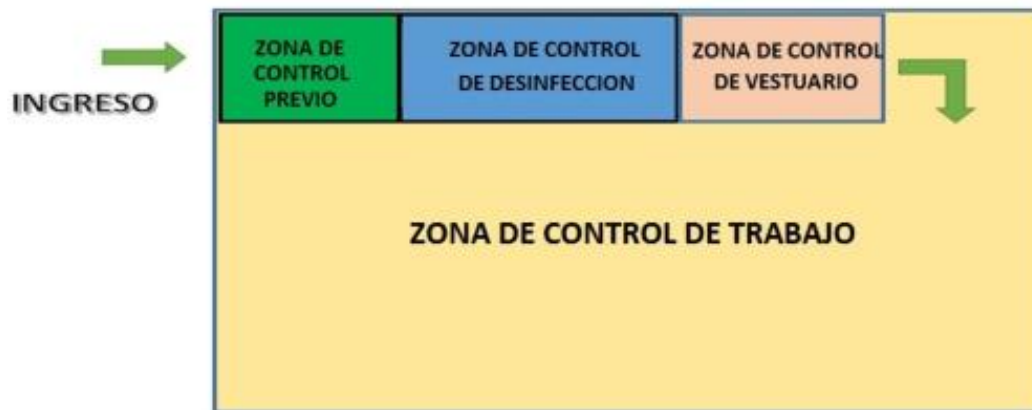 INGRESO
ZONA DE
CONTROL
PREVIO
ZONA DE CONTROL
DE DESINFECCION
ZONA DE CONTROL
DE VESTUARIO
ZONA DE CONTROL DE TRABAJO